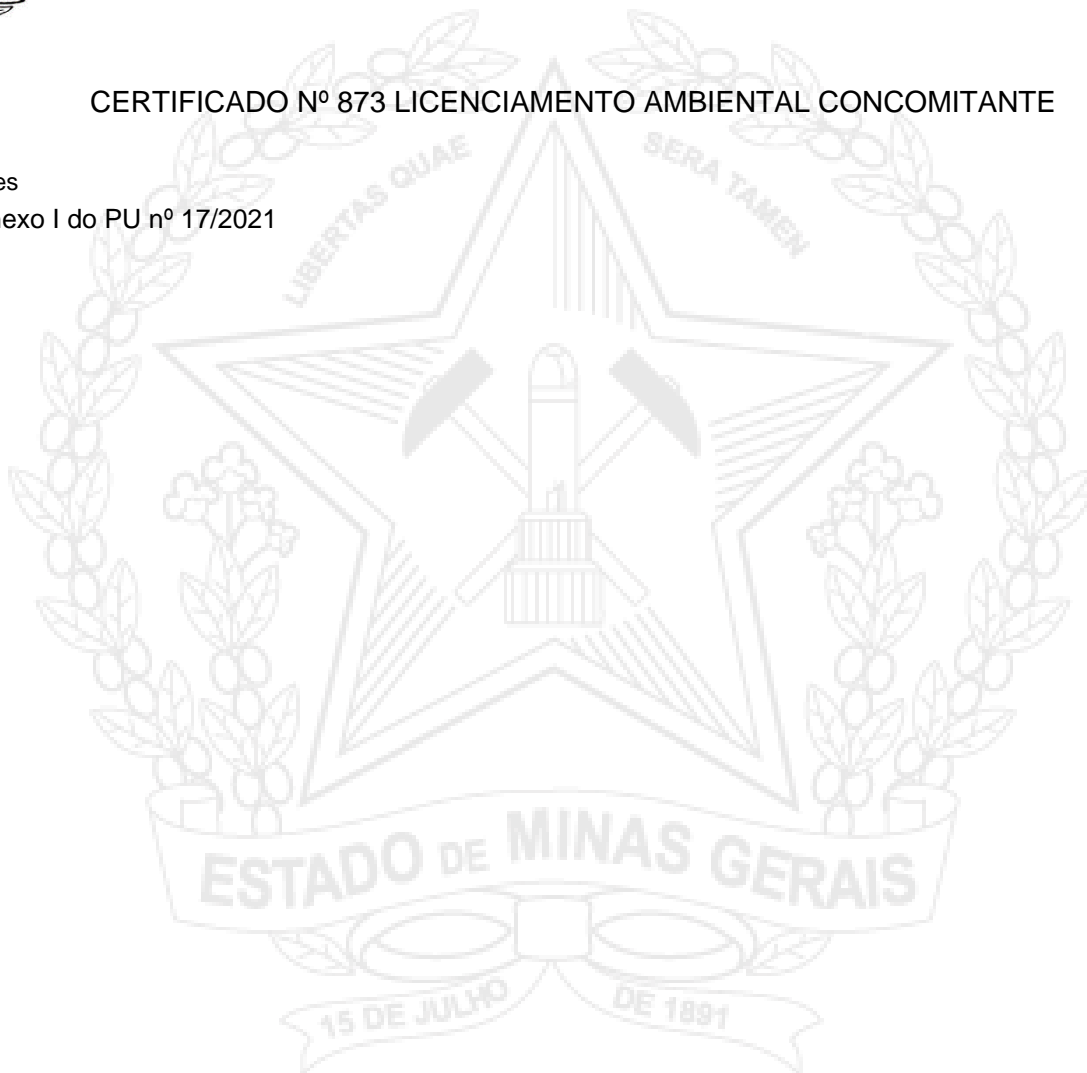 CERTIFICADO Nº 873 LICENCIAMENTO AMBIENTAL CONCOMITANTE
es
nexo I do PU nº 17/2021
LIBERTAS QUAE SERA TAMEN
ESTADO DE MINAS GERAIS
15 DE JULHO DE 1891